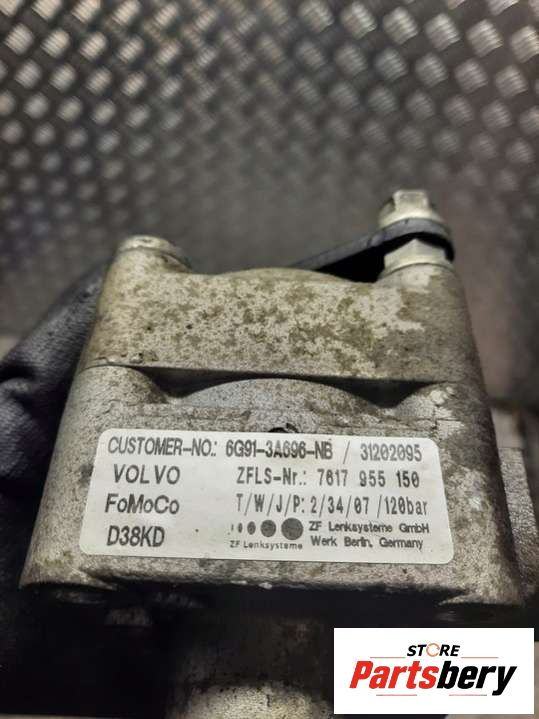 CUSTOMER-NO.: 6G91-3A696-NB / 31202095
VOLVO ZFLS-Nr.: 7617 955 150
FoMoCo T/W/J/P: 2/34/07 /120bar
D38KD ZF Lenksysteme ZF Lenksysteme GmbH
Werk Berlin, Germany
STORE
Partsbery